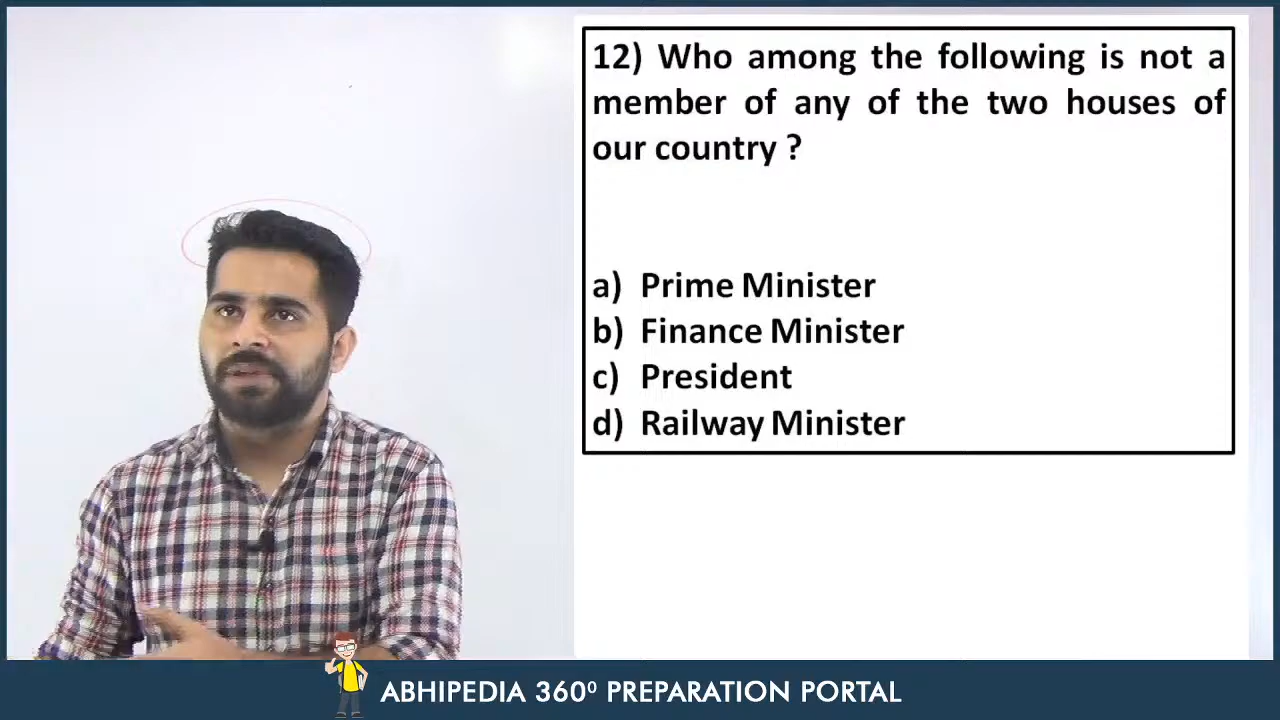 12) Who among the following is not a
member of any of the two houses of
our country ?
a) Prime Minister
b) Finance Minister
c) President
d) Railway Minister
ABHIPEDIA 360⁰ PREPARATION PORTAL